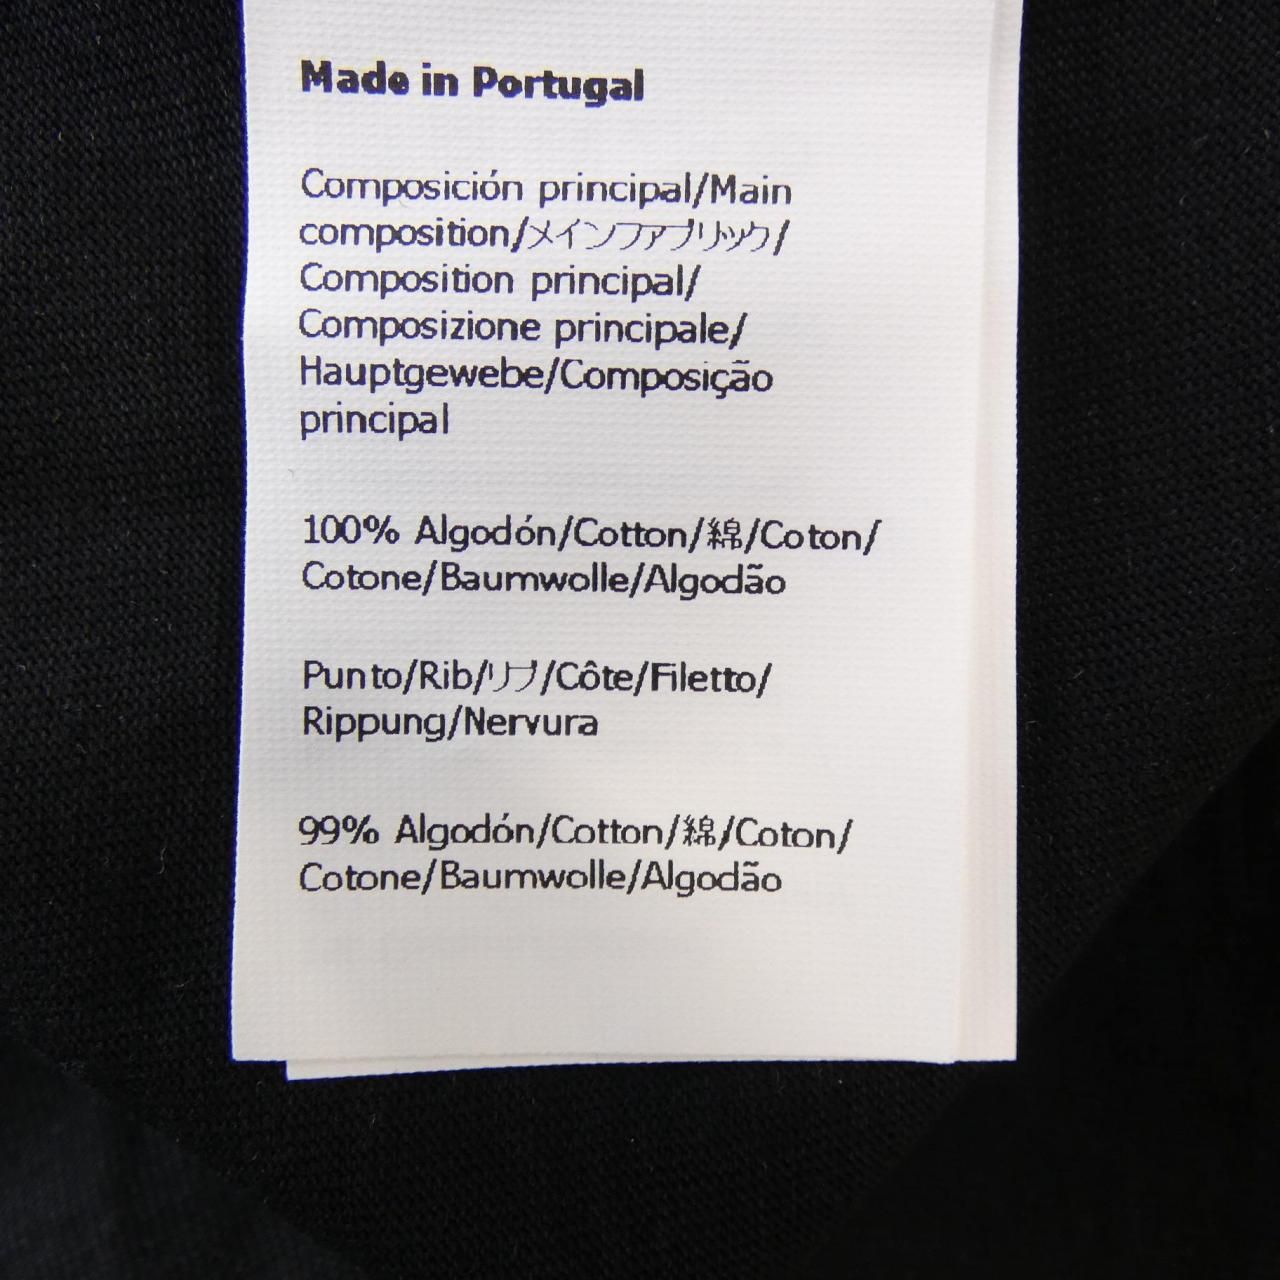 Made in Portugal
Composición principal/Main
composition/メインファブリック/
Composition principal/
Composizione principale/
Hauptgewebe/Composição
principal
100% Algodón/Cotton/綿/Coton/
Cotone/Baumwolle/Algodão
Punto/Rib/リブ/Côte/Filetto/
Rippung/Nervura
99% Algodón/Cotton/綿/Coton/
Cotone/Baumwolle/Algodão